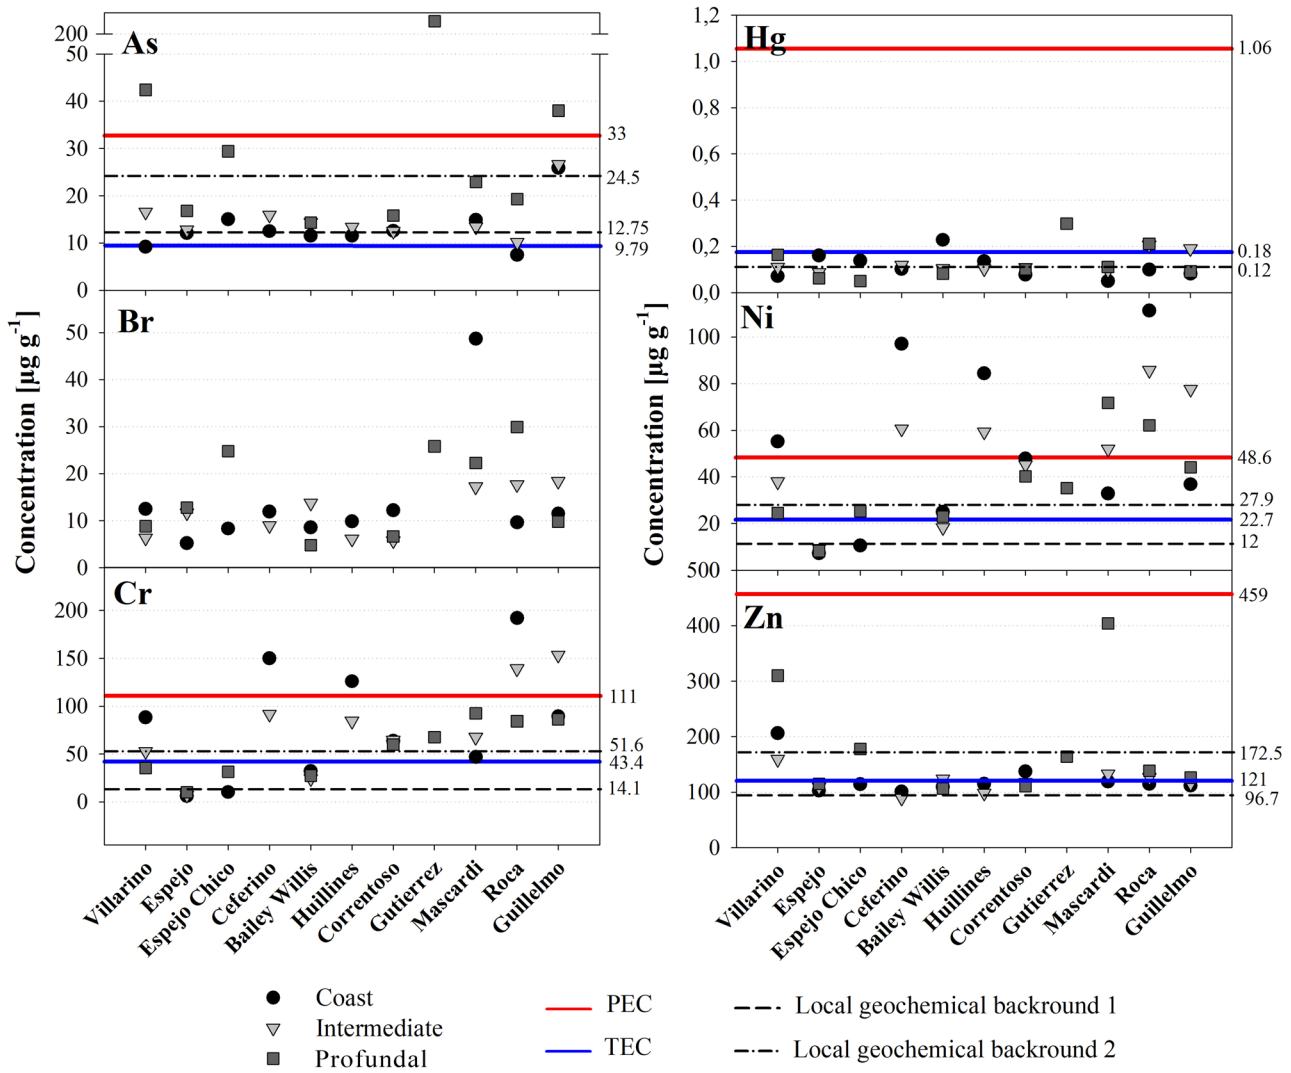 As
200
50
40
30
20
10
0
33
24.5
12.75
9.79
Br
50
40
30
20
10
0
Cr
200
150
100
50
0
111
51.6
43.4
14.1
Concentration [µg g-1]
Villarino
Espejo
Espejo Chico
Ceferino
Bailey Willis
Huillines
Correntoso
Gutierrez
Mascardi
Roca
Guillelmo
Hg
1,2
1,0
0,8
0,6
0,4
0,2
0,0
1.06
0.18
0.12
Ni
100
80
60
40
20
48.6
27.9
22.7
12
Zn
500
400
300
200
100
0
459
172.5
121
96.7
Concentration [µg g-1]
Villarino
Espejo
Espejo Chico
Ceferino
Bailey Willis
Huillines
Correntoso
Gutierrez
Mascardi
Roca
Guillelmo
Coast
Intermediate
Profundal
PEC
TEC
Local geochemical backround 1
Local geochemical backround 2